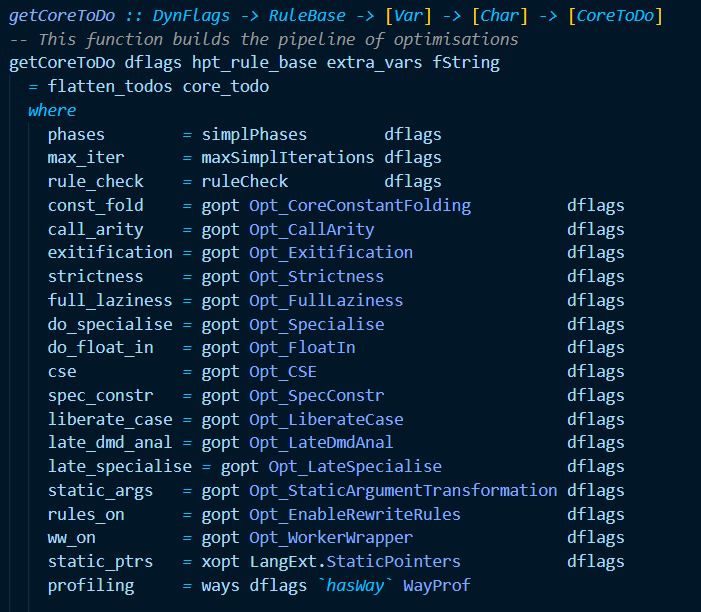 getCoreToDo :: DynFlags -> RuleBase -> [Var] -> [Char] -> [CoreToDo]
-- This function builds the pipeline of optimisations
getCoreToDo dflags hpt_rule_base extra_vars fString
  = flatten_todos core_todo
  where
    phases        = simplPhases        dflags
    max_iter      = maxSimplIterations dflags
    rule_check    = ruleCheck          dflags
    const_fold    = gopt Opt_CoreConstantFolding          dflags
    call_arity    = gopt Opt_CallArity                    dflags
    exitification = gopt Opt_Exitification                dflags
    strictness    = gopt Opt_Strictness                   dflags
    full_laziness = gopt Opt_FullLaziness                 dflags
    do_specialise = gopt Opt_Specialise                   dflags
    do_float_in   = gopt Opt_FloatIn                      dflags
    cse           = gopt Opt_CSE                          dflags
    spec_constr   = gopt Opt_SpecConstr                   dflags
    liberate_case = gopt Opt_LiberateCase                 dflags
    late_dmd_anal = gopt Opt_LateDmdAnal                  dflags
    late_specialise = gopt Opt_LateSpecialise             dflags
    static_args   = gopt Opt_StaticArgumentTransformation dflags
    rules_on      = gopt Opt_EnableRewriteRules           dflags
    ww_on         = gopt Opt_WorkerWrapper                dflags
    static_ptrs   = xopt LangExt.StaticPointers           dflags
    profiling     = ways dflags `hasWay` WayProf